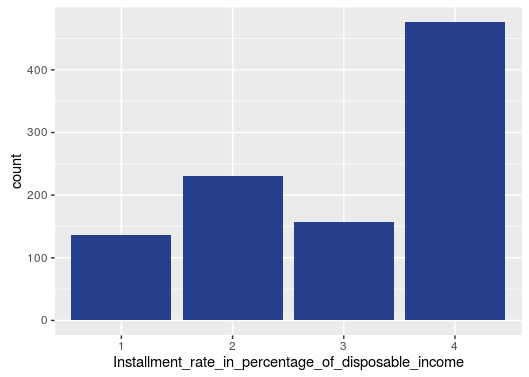 400
300
200
100
0
count
1 2 3 4
Installment_rate_in_percentage_of_disposable_income